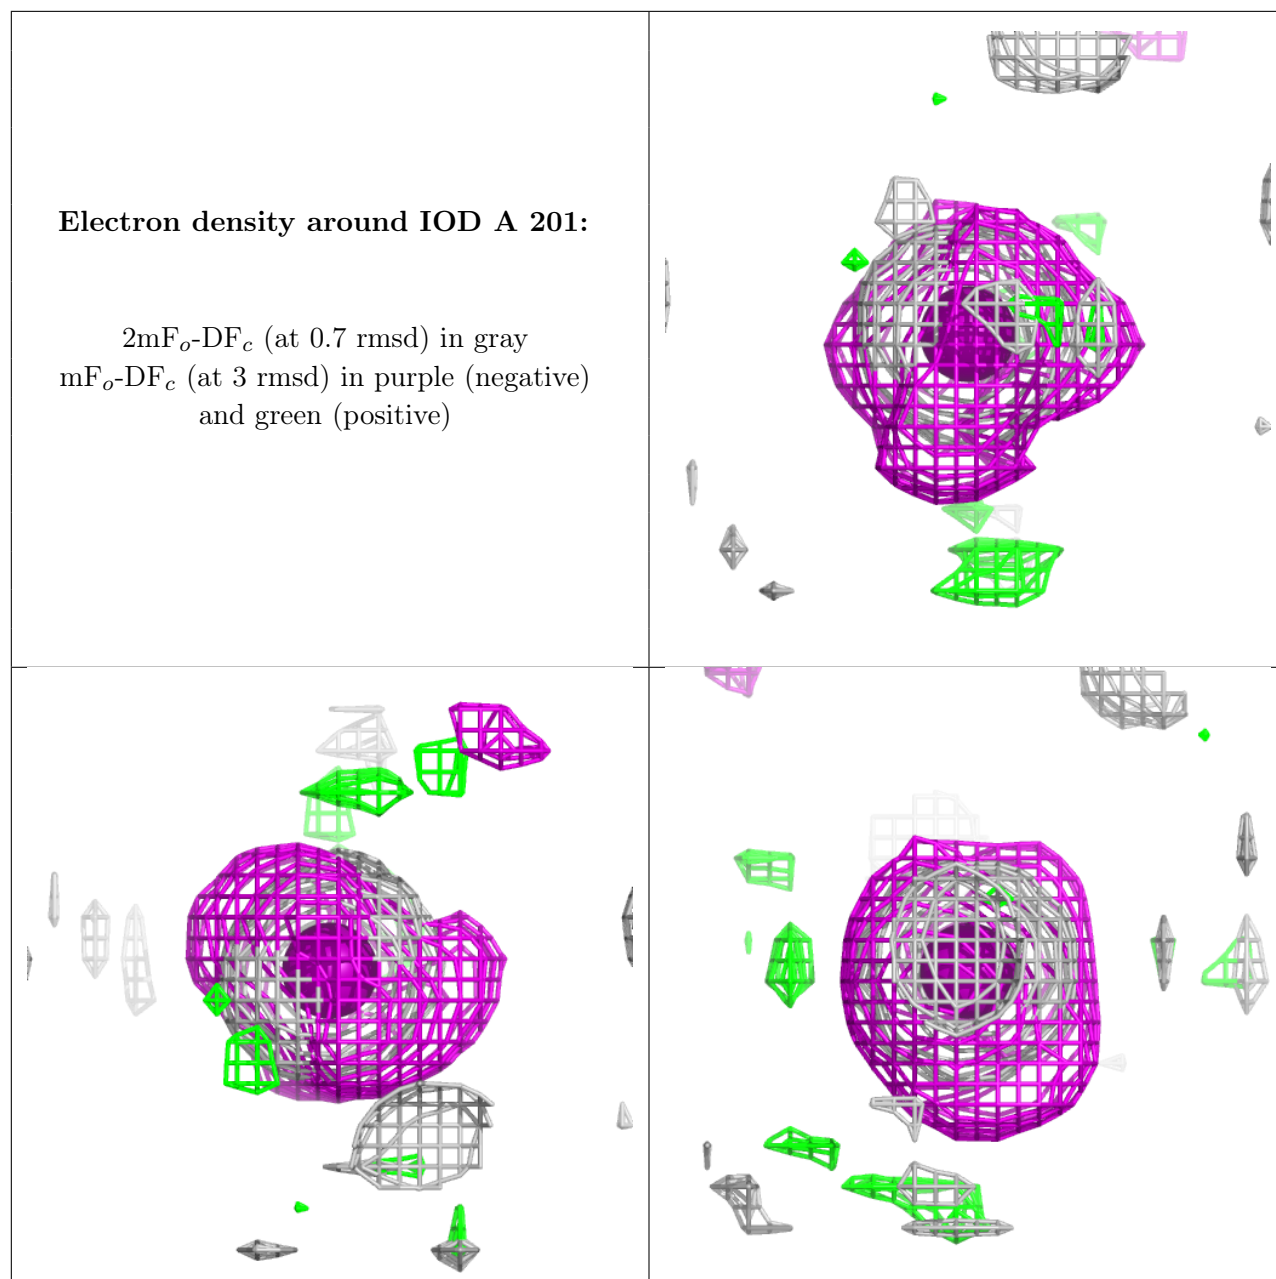 Electron density around IOD A 201:
2mFₒ-DF𝒸 (at 0.7 rmsd) in gray
mFₒ-DF𝒸 (at 3 rmsd) in purple (negative)
and green (positive)